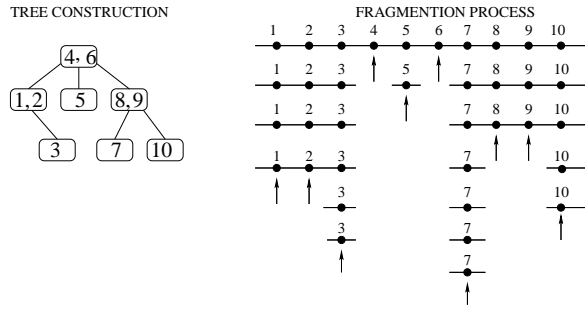 TREE CONSTRUCTION
4, 6
1,2 5 8,9
3 7 10
FRAGMENTION PROCESS
1 2 3 4 5 6 7 8 9 10
1 2 3 5 7 8 9 10
1 2 3 7 8 9 10
1 2 3 7 10
3 7 10
3 7
7